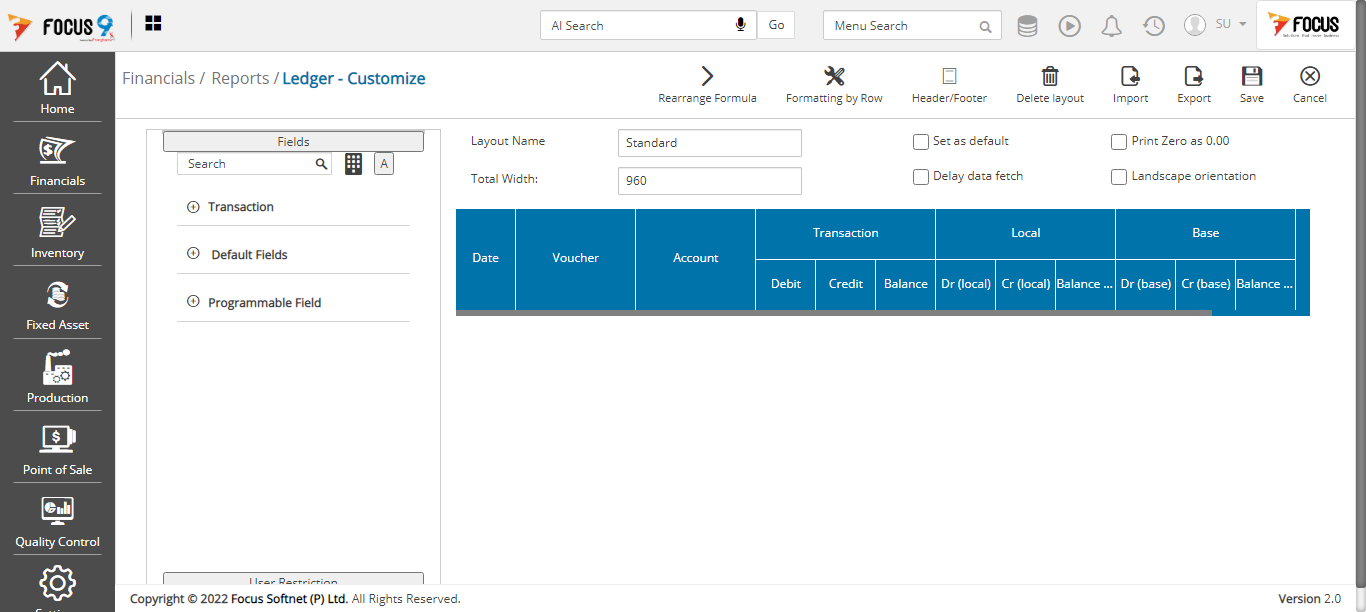 FOCUS 9
AI Search
Go
Menu Search
SU
FOCUS
Home
Financials
Inventory
Fixed Asset
Production
Point of Sale
Quality Control
Financials / Reports / Ledger - Customize
Rearrange Formula
Formatting by Row
Header/Footer
Delete layout
Import
Export
Save
Cancel
Fields
Search
A
Transaction
Default Fields
Programmable Field
User Restriction
Layout Name
Standard
Set as default
Print Zero as 0.00
Total Width:
960
Delay data fetch
Landscape orientation
Date
Voucher
Account
Transaction
Local
Base
Debit
Credit
Balance
Dr (local)
Cr (local)
Balance ...
Dr (base)
Cr (base)
Balance ...
Copyright © 2022 Focus Softnet (P) Ltd. All Rights Reserved.
Version 2.0